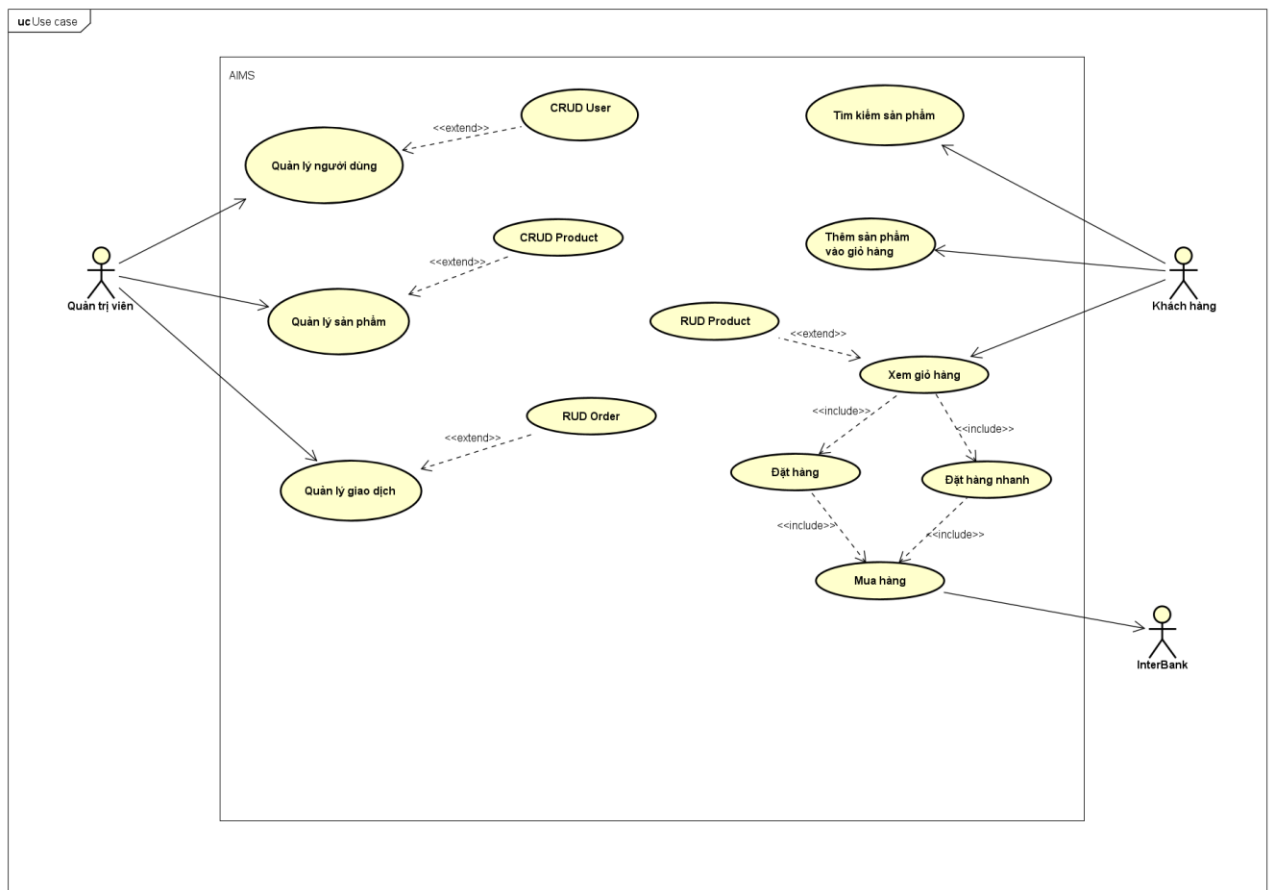 uc Use case
AIMS
CRUD User
<<extend>>
Quản lý người dùng
Tìm kiếm sản phẩm
CRUD Product
<<extend>>
Thêm sản phẩm
vào giỏ hàng
Quản trị viên
Khách hàng
Quản lý sản phẩm
RUD Product
<<extend>>
Xem giỏ hàng
RUD Order
<<extend>>
<<include>>
<<include>>
Quản lý giao dịch
Đặt hàng
Đặt hàng nhanh
<<include>>
<<include>>
Mua hàng
InterBank